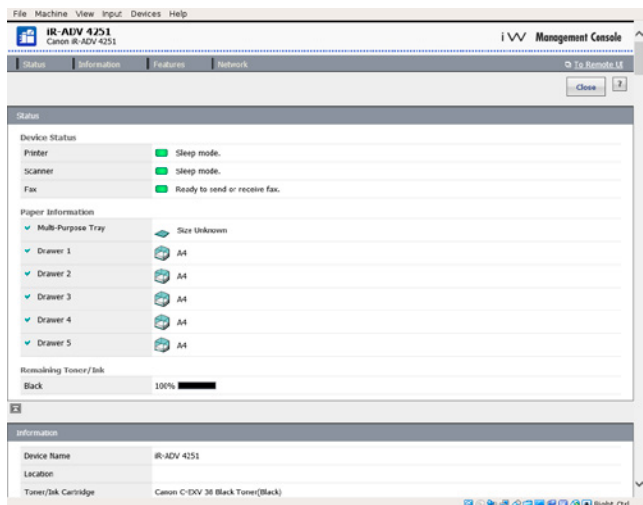 File Machine View Input Devices Help
iR-ADV 4251
Canon iR-ADV 4251
iW Management Console
Status Information Features Network To Remote UI
Close ?
Status
Device Status
Printer Sleep mode.
Scanner Sleep mode.
Fax Ready to send or receive fax.
Paper Information
Multi-Purpose Tray Size Unknown
Drawer 1 A4
Drawer 2 A4
Drawer 3 A4
Drawer 4 A4
Drawer 5 A4
Remaining Toner/Ink
Black 100%
Information
Device Name iR-ADV 4251
Location
Toner/Ink Cartridge Canon C-EXV 38 Black Toner(Black)
Right Ctrl